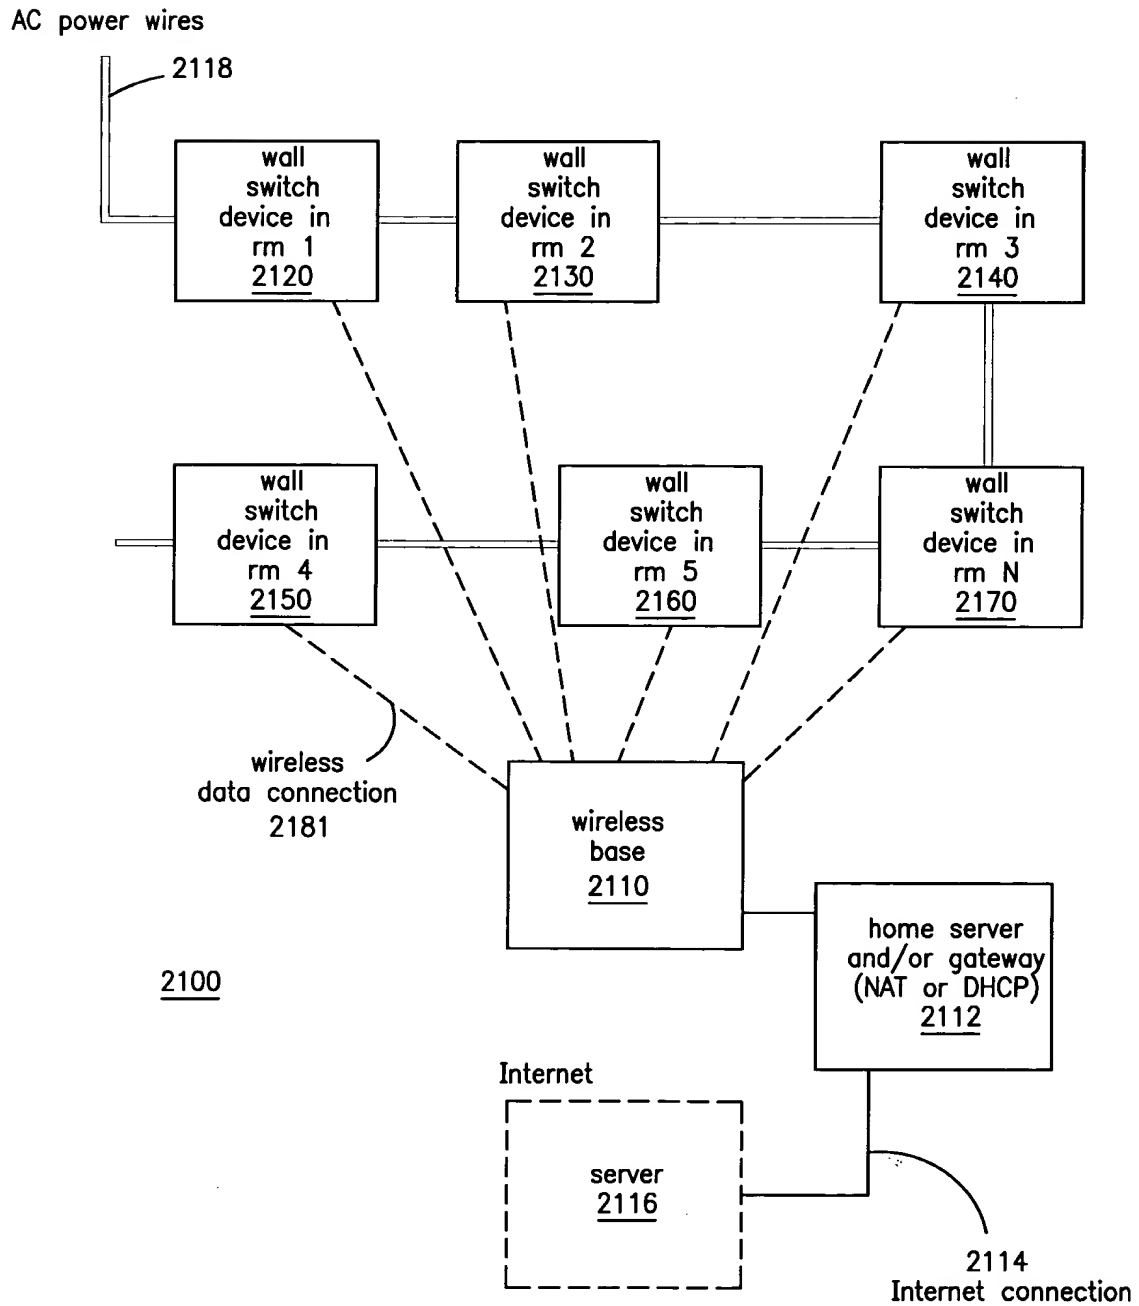 AC power wires
2118
wall
switch
device in
rm 1
2120
wall
switch
device in
rm 2
2130
wall
switch
device in
rm 3
2140
wall
switch
device in
rm 4
2150
wall
switch
device in
rm 5
2160
wall
switch
device in
rm N
2170
wireless
data connection
2181
wireless
base
2110
home server
and/or gateway
(NAT or DHCP)
2112
2100
Internet
server
2116
2114
Internet connection